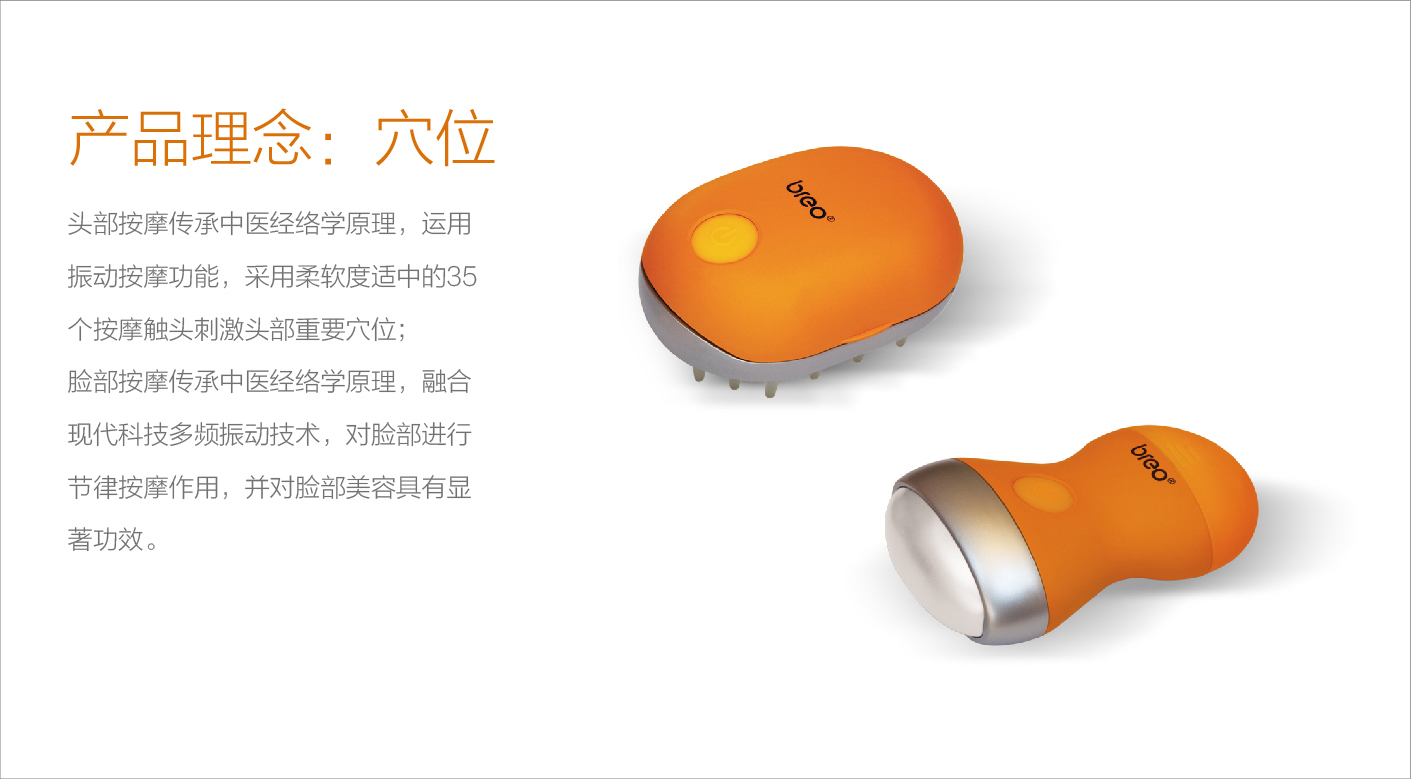 产品理念：穴位
头部按摩传承中医经络学原理，运用
振动按摩功能，采用柔软度适中的35
个按摩触头刺激头部重要穴位；
脸部按摩传承中医经络学原理，融合
现代科技多频振动技术，对脸部进行
节律按摩作用，并对脸部美容具有显
著功效。
breo®
breo®